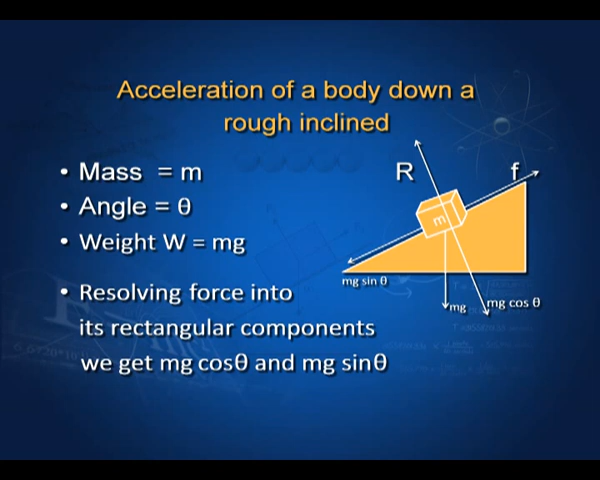 Acceleration of a body down a
rough inclined
• Mass = m
• Angle = θ
• Weight W = mg
• Resolving force into
its rectangular components
we get mg cosθ and mg sinθ
R
f
m
mg sin θ
mg
mg cos θ